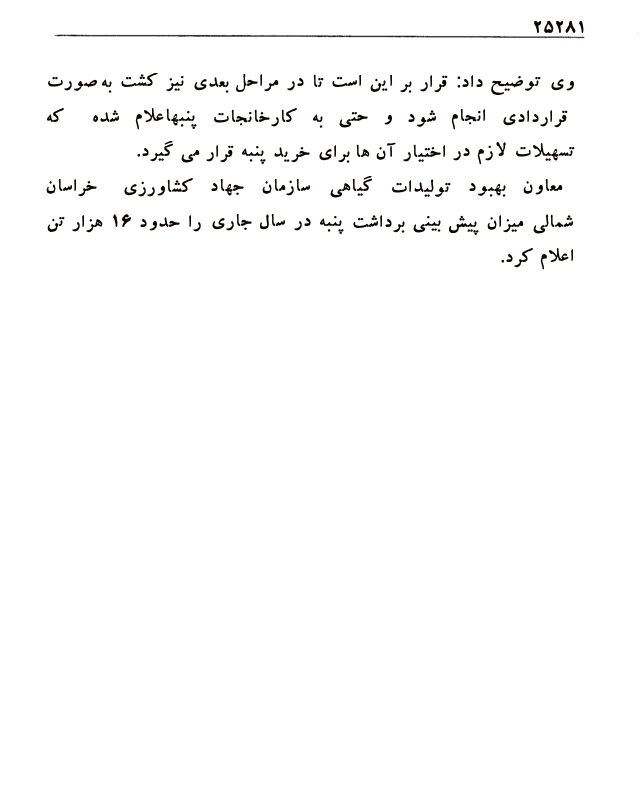 ۲۵۲۸۱
وی توضیح داد: قرار بر این است تا در مراحل بعدی نیز کشت به صورت
قراردادی انجام شود و حتی به کارخانجات پنبهاعلام شده که
تسهیلات لازم در اختیار آن ها برای خرید پنبه قرار می گیرد.
معاون بهبود تولیدات گیاهی سازمان جهاد کشاورزی خراسان
شمالی میزان پیش بینی برداشت پنبه در سال جاری را حدود ۱۶ هزار تن
اعلام کرد.